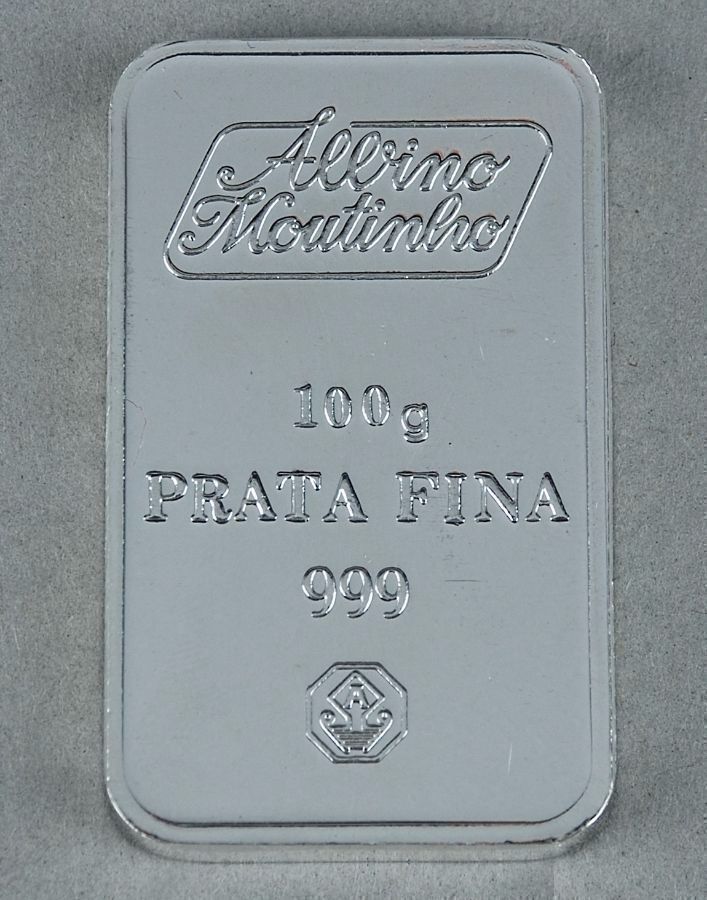 Albino
Moutinho
100g
PRATA FINA
999
A